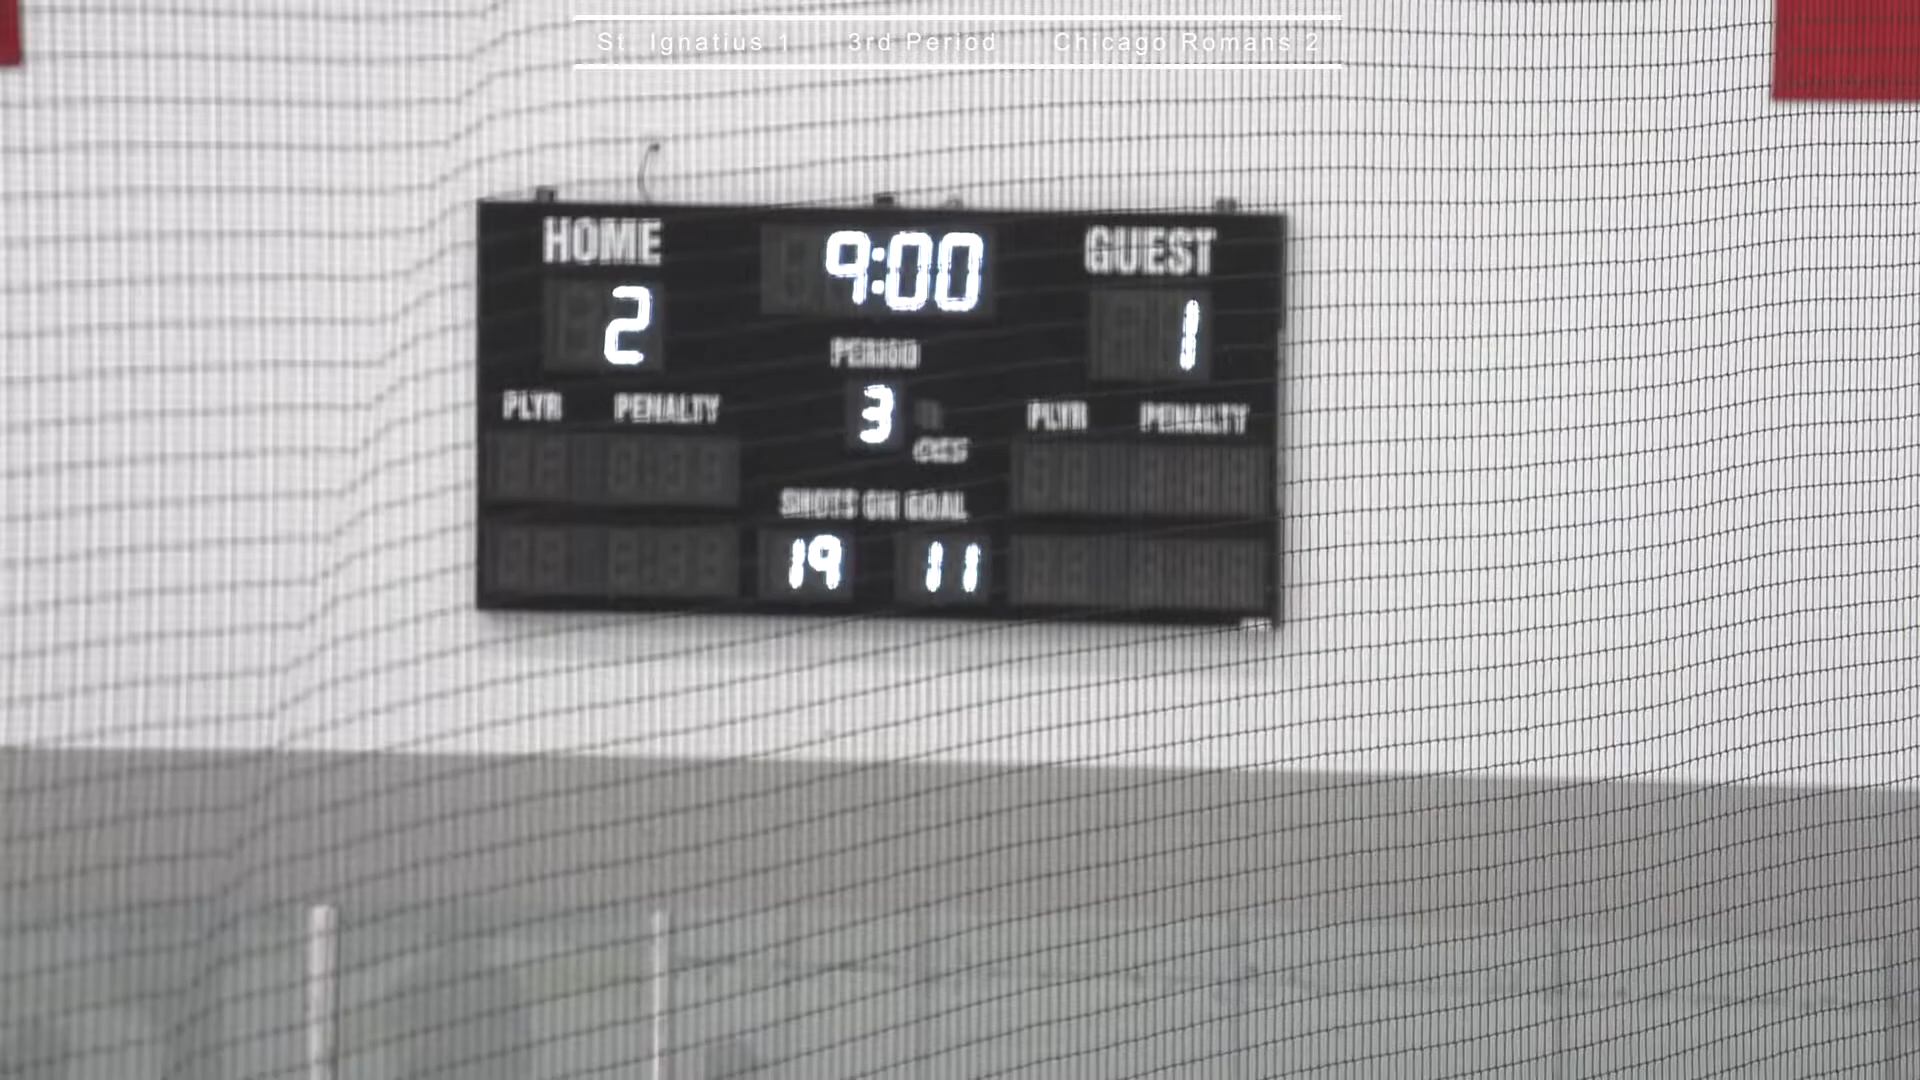 St. Ignatius 1 3rd Period Chicago Romans 2
HOME 9:00 GUEST
2 1
PERIOD
3
PLYR PENALTY PLYR PENALTY
SHOTS ON GOAL
19 11